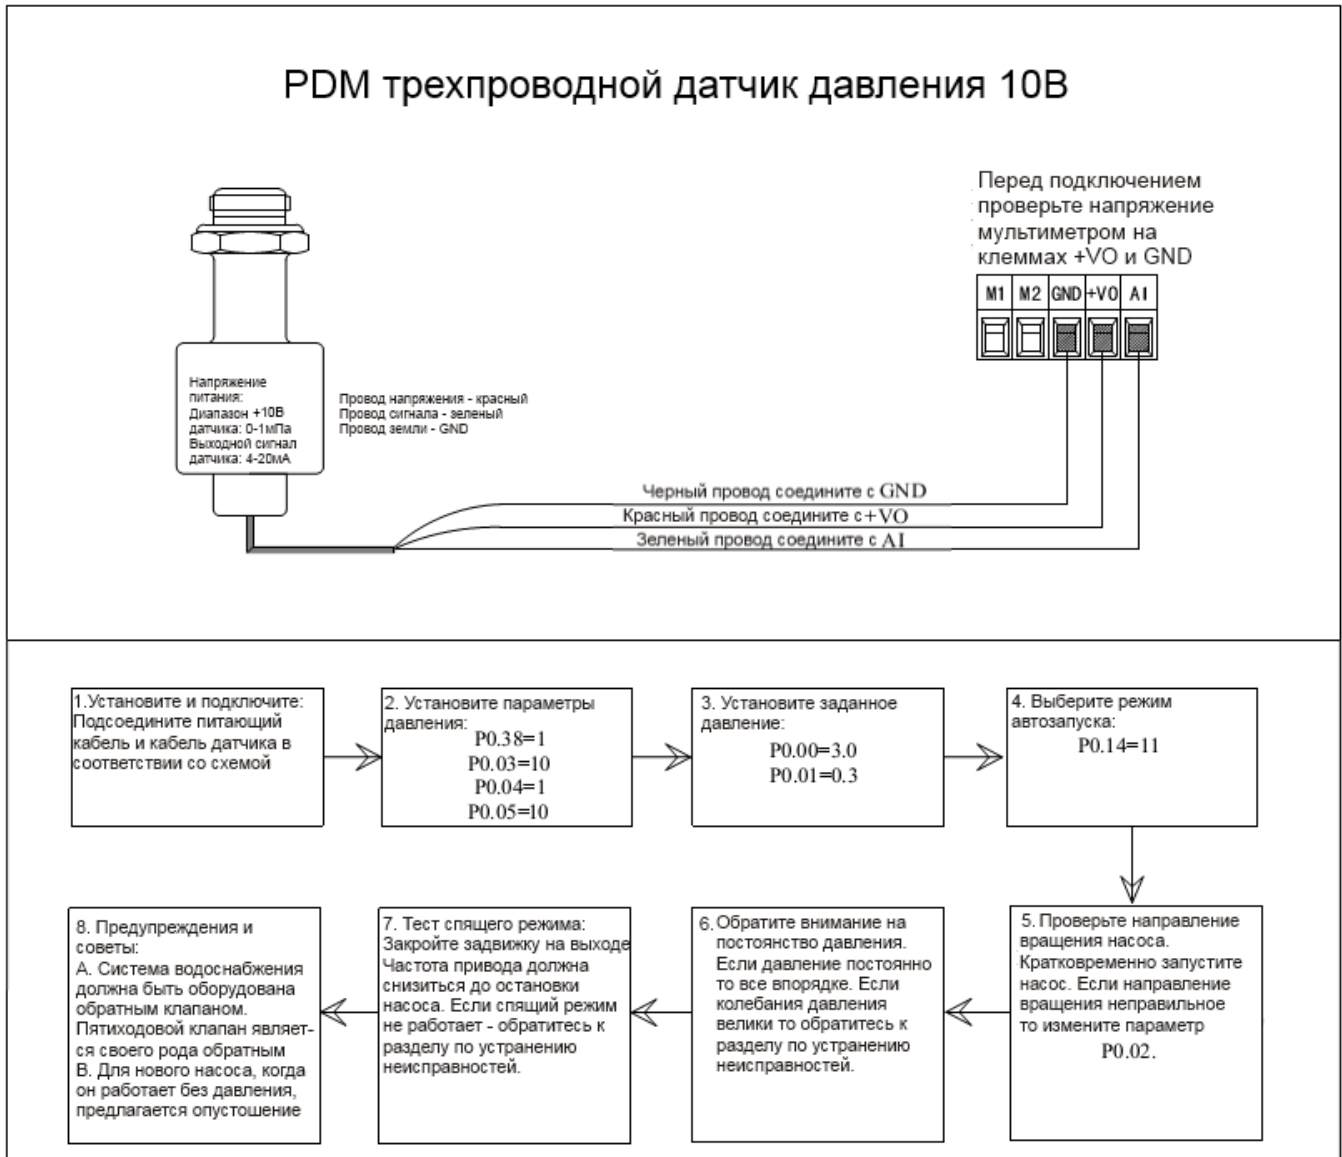 PDM трехпроводной датчик давления 10В
Перед подключением
проверьте напряжение
мультиметром на
клеммах +VO и GND
M1 M2 GND +VO AI
Напряжение
питания:
Диапазон +10В
датчика: 0-1мПа
Выходной сигнал
датчика: 4-20мА
Провод напряжения - красный
Провод сигнала - зеленый
Провод земли - GND
Черный провод соедините с GND
Красный провод соедините с+VO
Зеленый провод соедините с AI
1.Установите и подключите:
Подсоедините питающий
кабель и кабель датчика в
соответствии со схемой
2. Установите параметры
давления:
P0.38=1
P0.03=10
P0.04=1
P0.05=10
3. Установите заданное
давление:
P0.00=3.0
P0.01=0.3
4. Выберите режим
автозапуска:
P0.14=11
5. Проверьте направление
вращения насоса.
Кратковременно запустите
насос. Если направление
вращения неправильное
то измените параметр
P0.02.
6. Обратите внимание на
постоянство давления.
Если давление постоянно
то все впорядке. Если
колебания давления
велики то обратитесь к
разделу по устранению
неисправностей.
7. Тест спящего режима:
Закройте задвижку на выходе
Частота привода должна
снизиться до остановки
насоса. Если спящий режим
не работает - обратитесь к
разделу по устранению
неисправностей.
8. Предупреждения и
советы:
А. Система водоснабжения
должна быть оборудована
обратным клапаном.
Пятиходовой клапан являет-
ся своего рода обратным
В. Для нового насоса, когда
он работает без давления,
предлагается опустошение